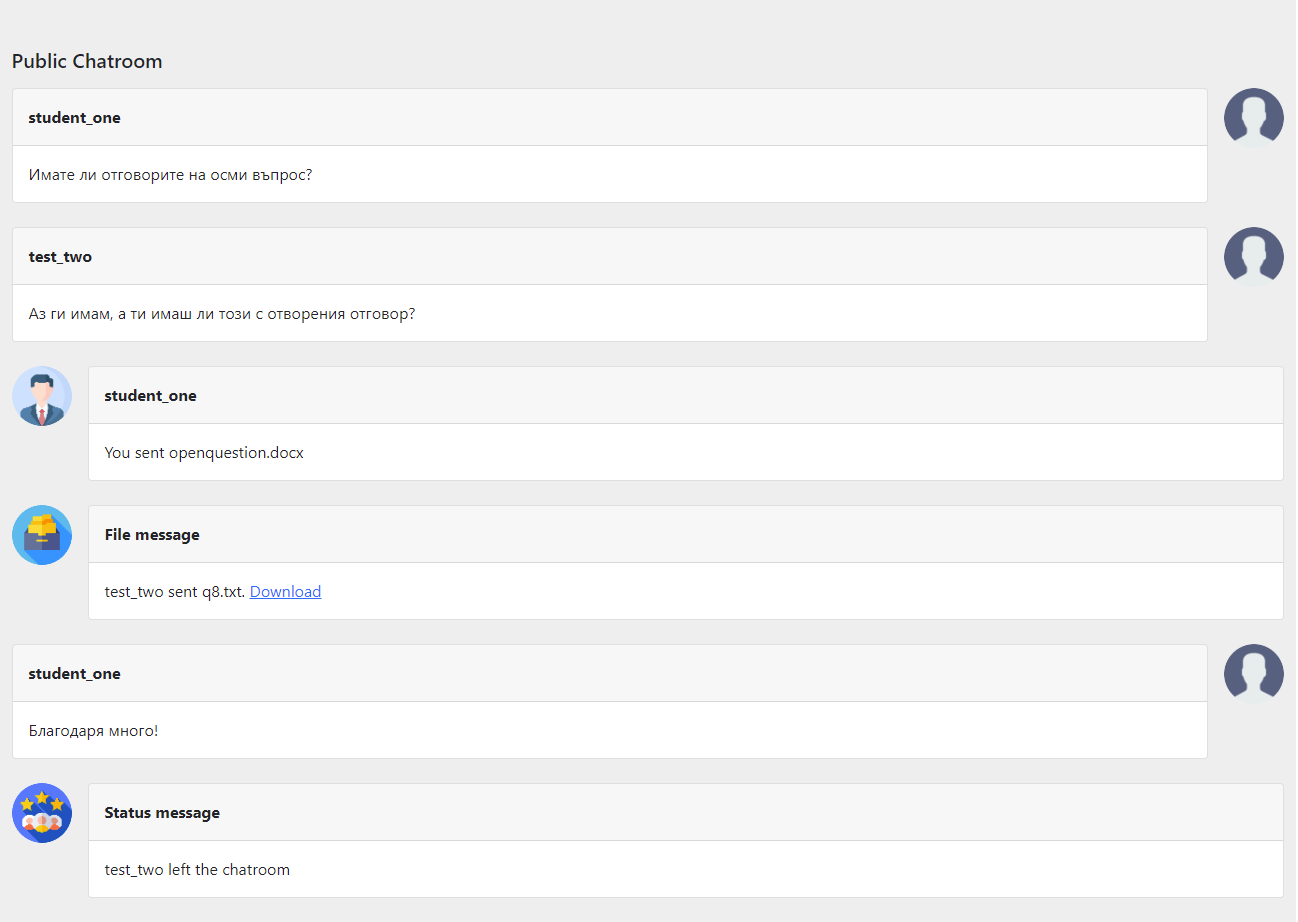 Public Chatroom
student_one
Имате ли отговорите на осми въпрос?
test_two
Аз ги имам, а ти имаш ли този с отворения отговор?
student_one
You sent openquestion.docx
File message
test_two sent q8.txt. Download
student_one
Благодаря много!
Status message
test_two left the chatroom